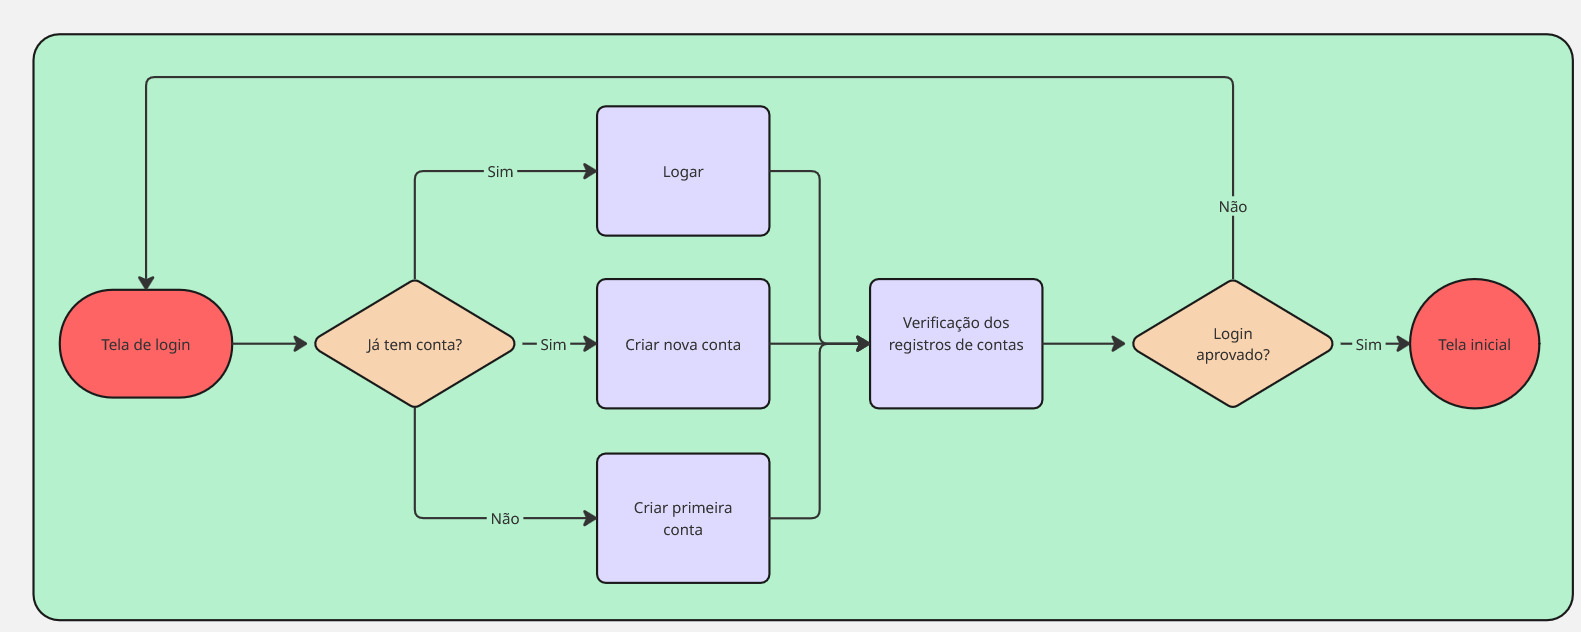 Sim
Logar
Não
Tela de login
Já tem conta?
Sim
Criar nova conta
Verificação dos
registros de contas
Login
aprovado?
Sim
Tela inicial
Não
Criar primeira
conta